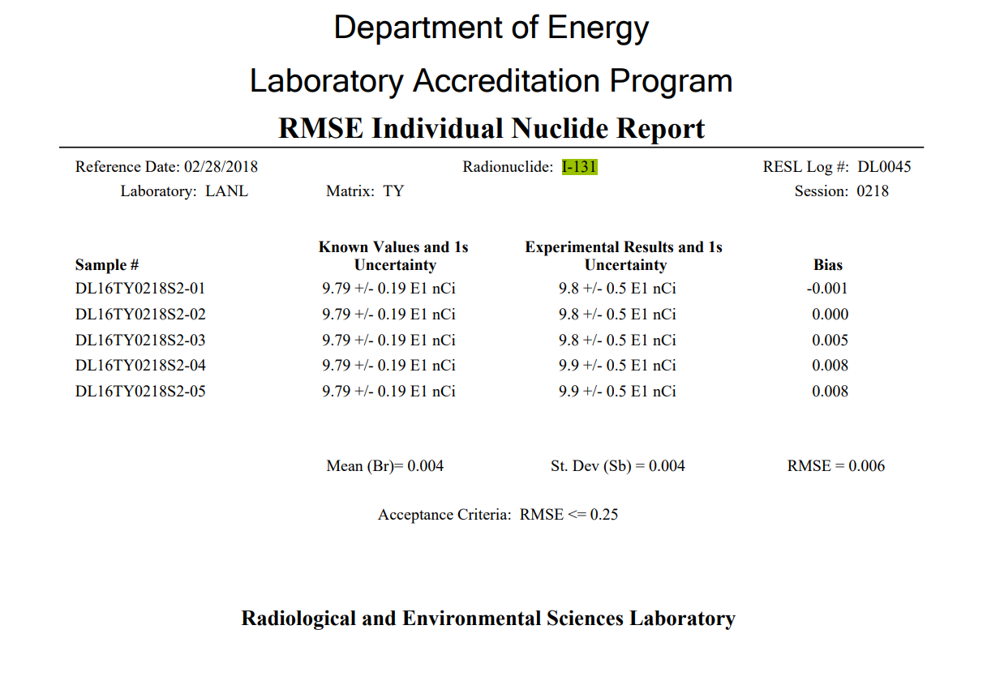 Department of Energy
Laboratory Accreditation Program
RMSE Individual Nuclide Report
Reference Date: 02/28/2018 Radionuclide: I-131 RESL Log #: DL0045
Laboratory: LANL Matrix: TY Session: 0218
Known Values and 1s Experimental Results and 1s
Sample # Uncertainty Uncertainty Bias
DL16TY0218S2-01 9.79 +/- 0.19 E1 nCi 9.8 +/- 0.5 E1 nCi -0.001
DL16TY0218S2-02 9.79 +/- 0.19 E1 nCi 9.8 +/- 0.5 E1 nCi 0.000
DL16TY0218S2-03 9.79 +/- 0.19 E1 nCi 9.8 +/- 0.5 E1 nCi 0.005
DL16TY0218S2-04 9.79 +/- 0.19 E1 nCi 9.9 +/- 0.5 E1 nCi 0.008
DL16TY0218S2-05 9.79 +/- 0.19 E1 nCi 9.9 +/- 0.5 E1 nCi 0.008
Mean (Br)= 0.004 St. Dev (Sb) = 0.004 RMSE = 0.006
Acceptance Criteria: RMSE <= 0.25
Radiological and Environmental Sciences Laboratory